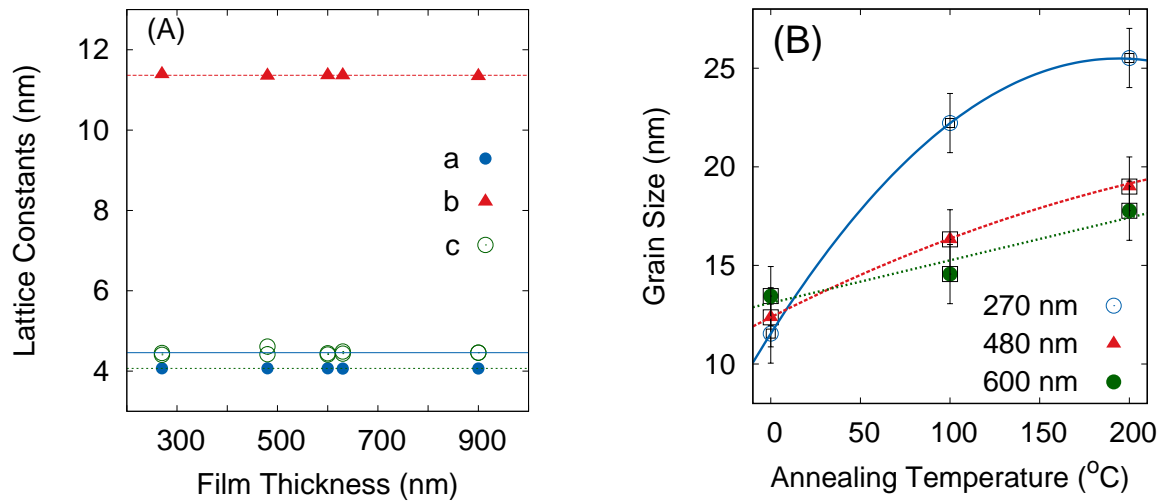 (A)
12
10
8
6
4
300
500
700
900
Lattice Constants (nm)
Film Thickness (nm)
a
b
c
(B)
25
20
15
10
0
50
100
150
200
Grain Size (nm)
Annealing Temperature (°C)
270 nm
480 nm
600 nm